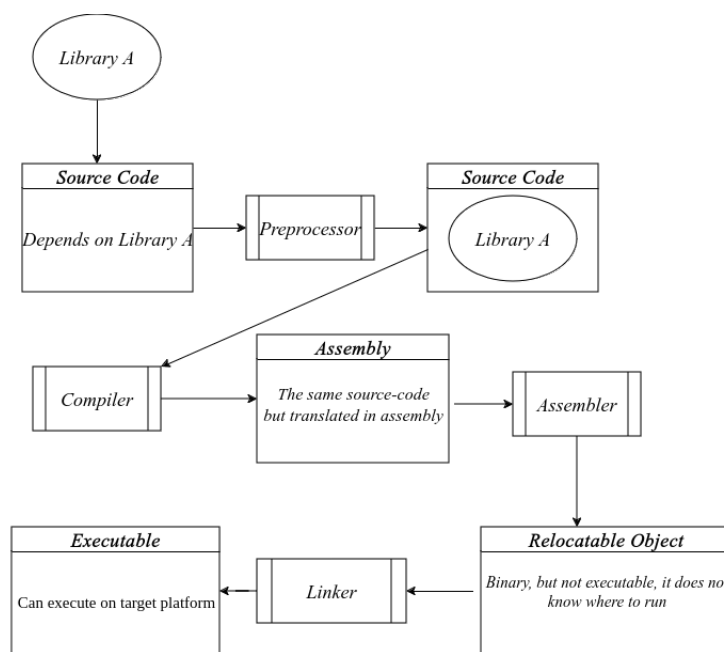 Library A
Source Code
Depends on Library A
Preprocessor
Source Code
Library A
Compiler
Assembly
The same source-code
but translated in assembly
Assembler
Relocatable Object
Binary, but not executable, it does no
know where to run
Linker
Executable
Can execute on target platform